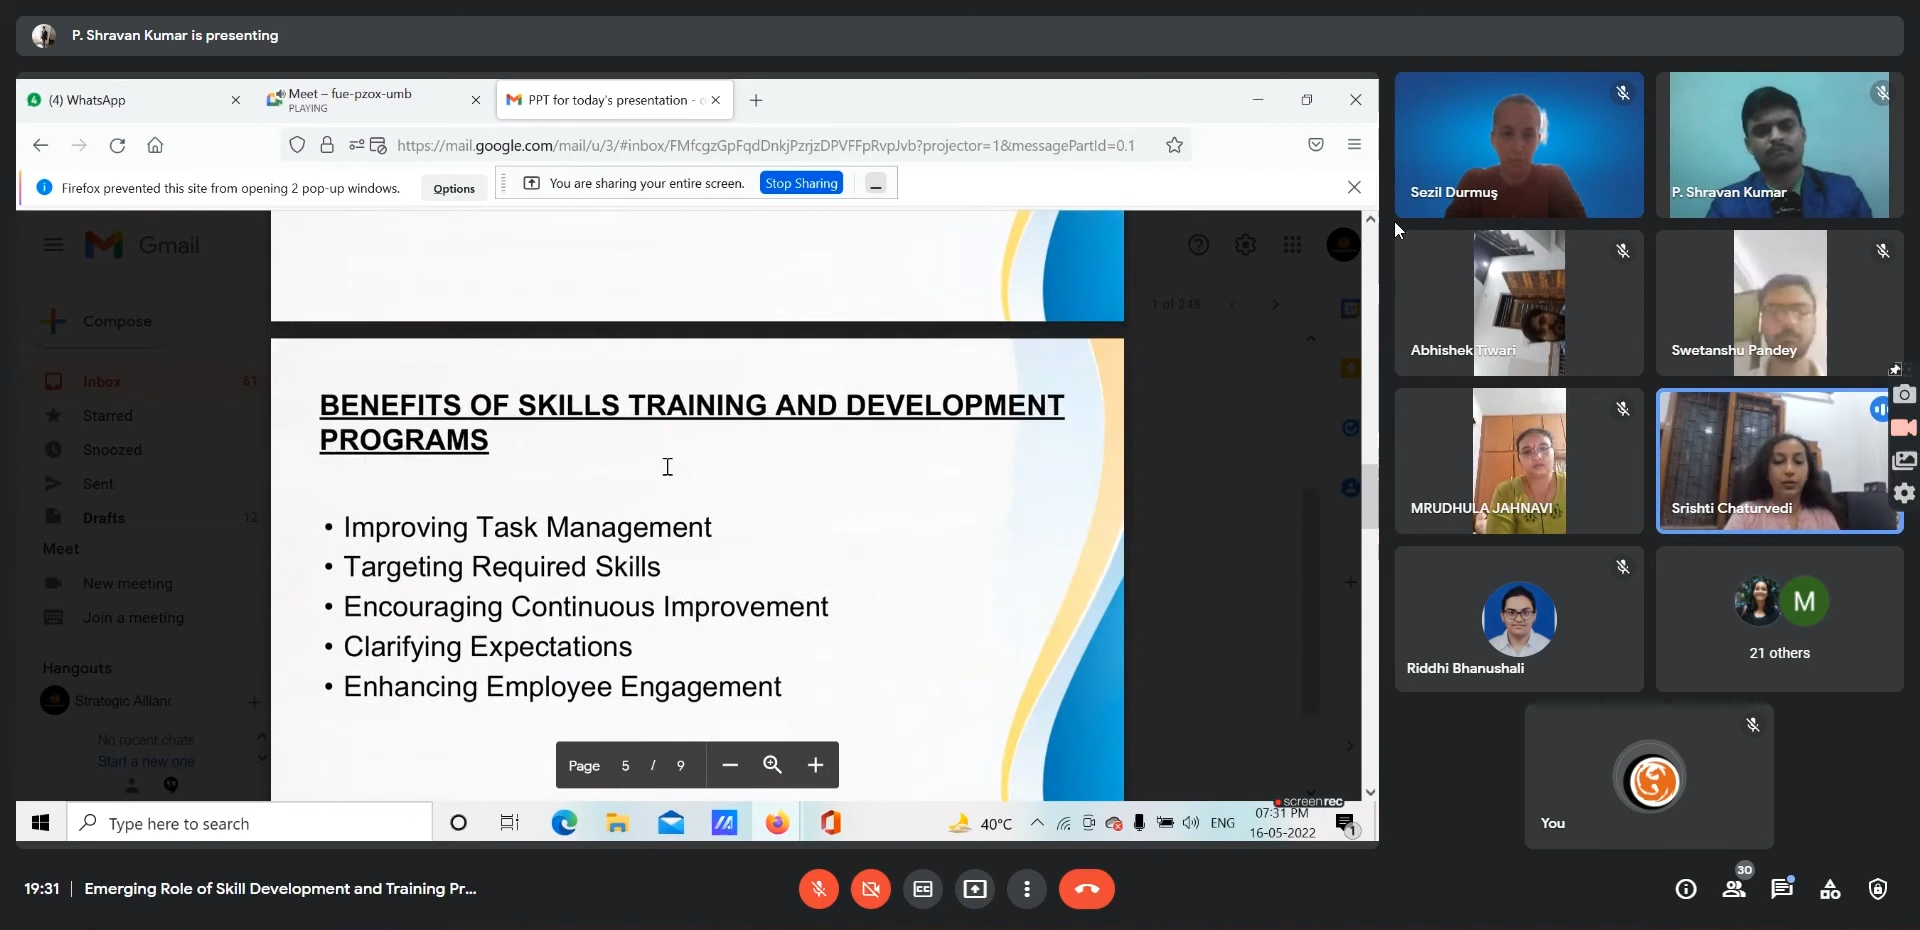 P. Shravan Kumar is presenting
(4) WhatsApp
Meet – fue-pzox-umb
PLAYING
PPT for today's presentation -
https://mail.google.com/mail/u/3/#inbox/FMfcgzGpFqdDnkjPzrjzDPVFFpRvpJvb?projector=1&messagePartId=0.1
Firefox prevented this site from opening 2 pop-up windows.
Options
You are sharing your entire screen.
Stop Sharing
Gmail
Compose
1 of 248
Inbox 61
Starred
Snoozed
Sent
Drafts 12
Meet
New meeting
Join a meeting
Hangouts
Strategic Allianc
No recent chats
Start a new one
BENEFITS OF SKILLS TRAINING AND DEVELOPMENT
PROGRAMS
• Improving Task Management
• Targeting Required Skills
• Encouraging Continuous Improvement
• Clarifying Expectations
• Enhancing Employee Engagement
Page 5 / 9
Type here to search
40°C
ENG
screenrec
07:31 PM
16-05-2022
1
Sezil Durmuş
P. Shravan Kumar
Abhishek Tiwari
Swetanshu Pandey
MRUDHULA JAHNAVI
Srishti Chaturvedi
Riddhi Bhanushali
M
21 others
You
19:31 | Emerging Role of Skill Development and Training Pr...
30